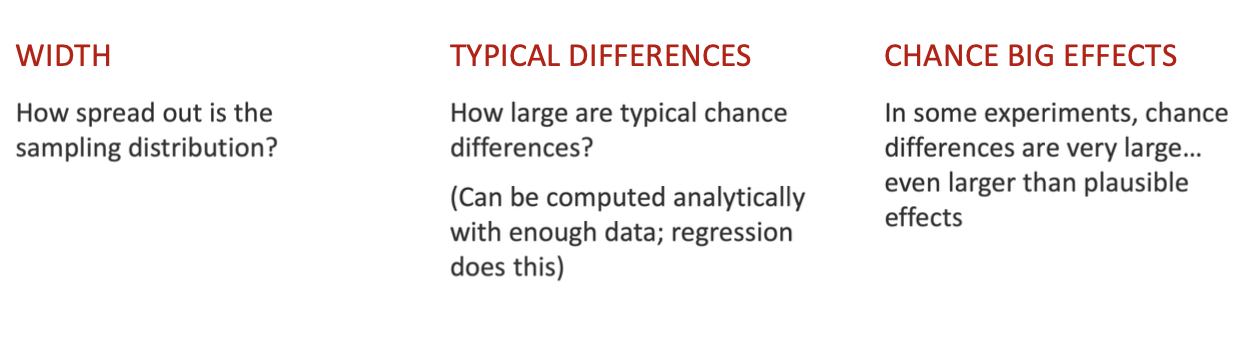 WIDTH
How spread out is the
sampling distribution?
TYPICAL DIFFERENCES
How large are typical chance
differences?
(Can be computed analytically
with enough data; regression
does this)
CHANCE BIG EFFECTS
In some experiments, chance
differences are very large...
even larger than plausible
effects